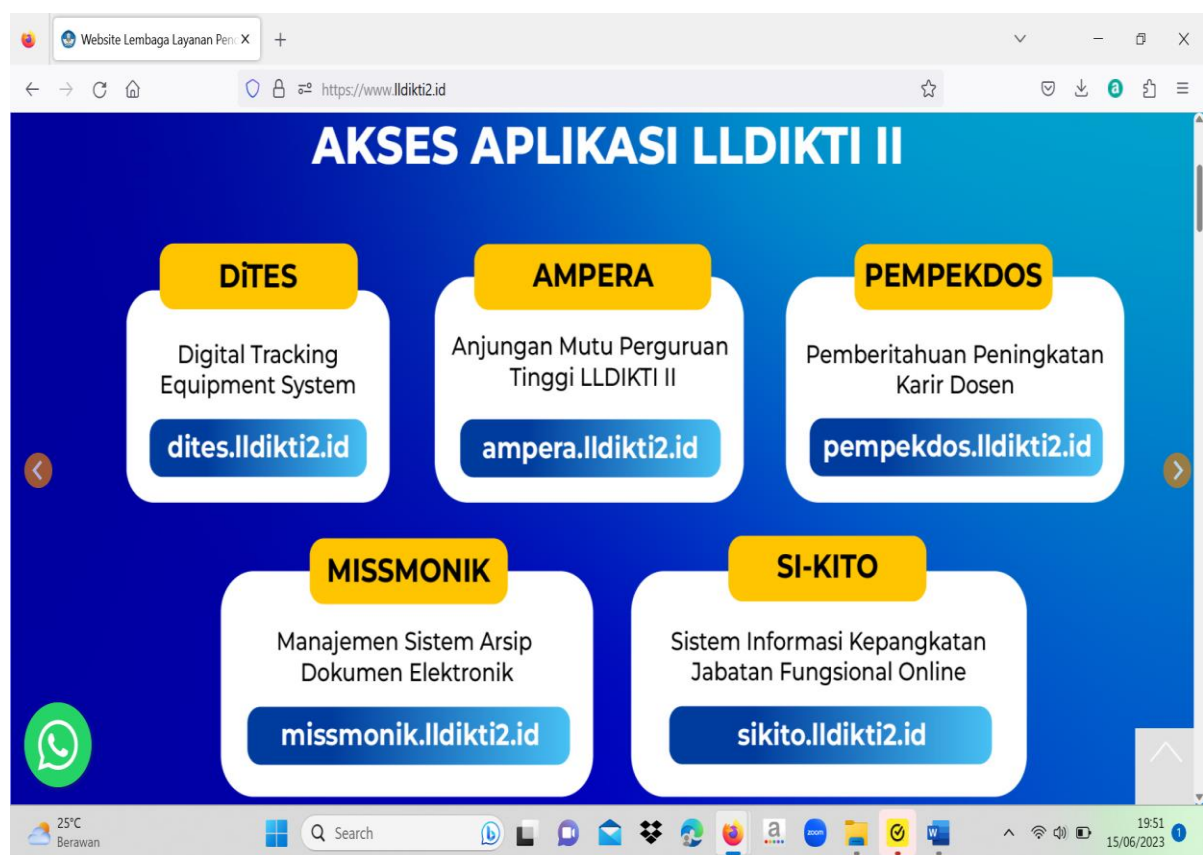 Website Lembaga Layanan Pen
https://www.lldikti2.id
AKSES APLIKASI LLDIKTI II
DiTES
Digital Tracking
Equipment System
dites.lldikti2.id
AMPERA
Anjungan Mutu Perguruan
Tinggi LLDIKTI II
ampera.lldikti2.id
PEMPEKDOS
Pemberitahuan Peningkatan
Karir Dosen
pempekdos.lldikti2.id
MISSMONIK
Manajemen Sistem Arsip
Dokumen Elektronik
missmonik.lldikti2.id
SI-KITO
Sistem Informasi Kepangkatan
Jabatan Fungsional Online
sikito.lldikti2.id
25°C
Berawan
Search
a
zoom
W
19:51
15/06/2023
1